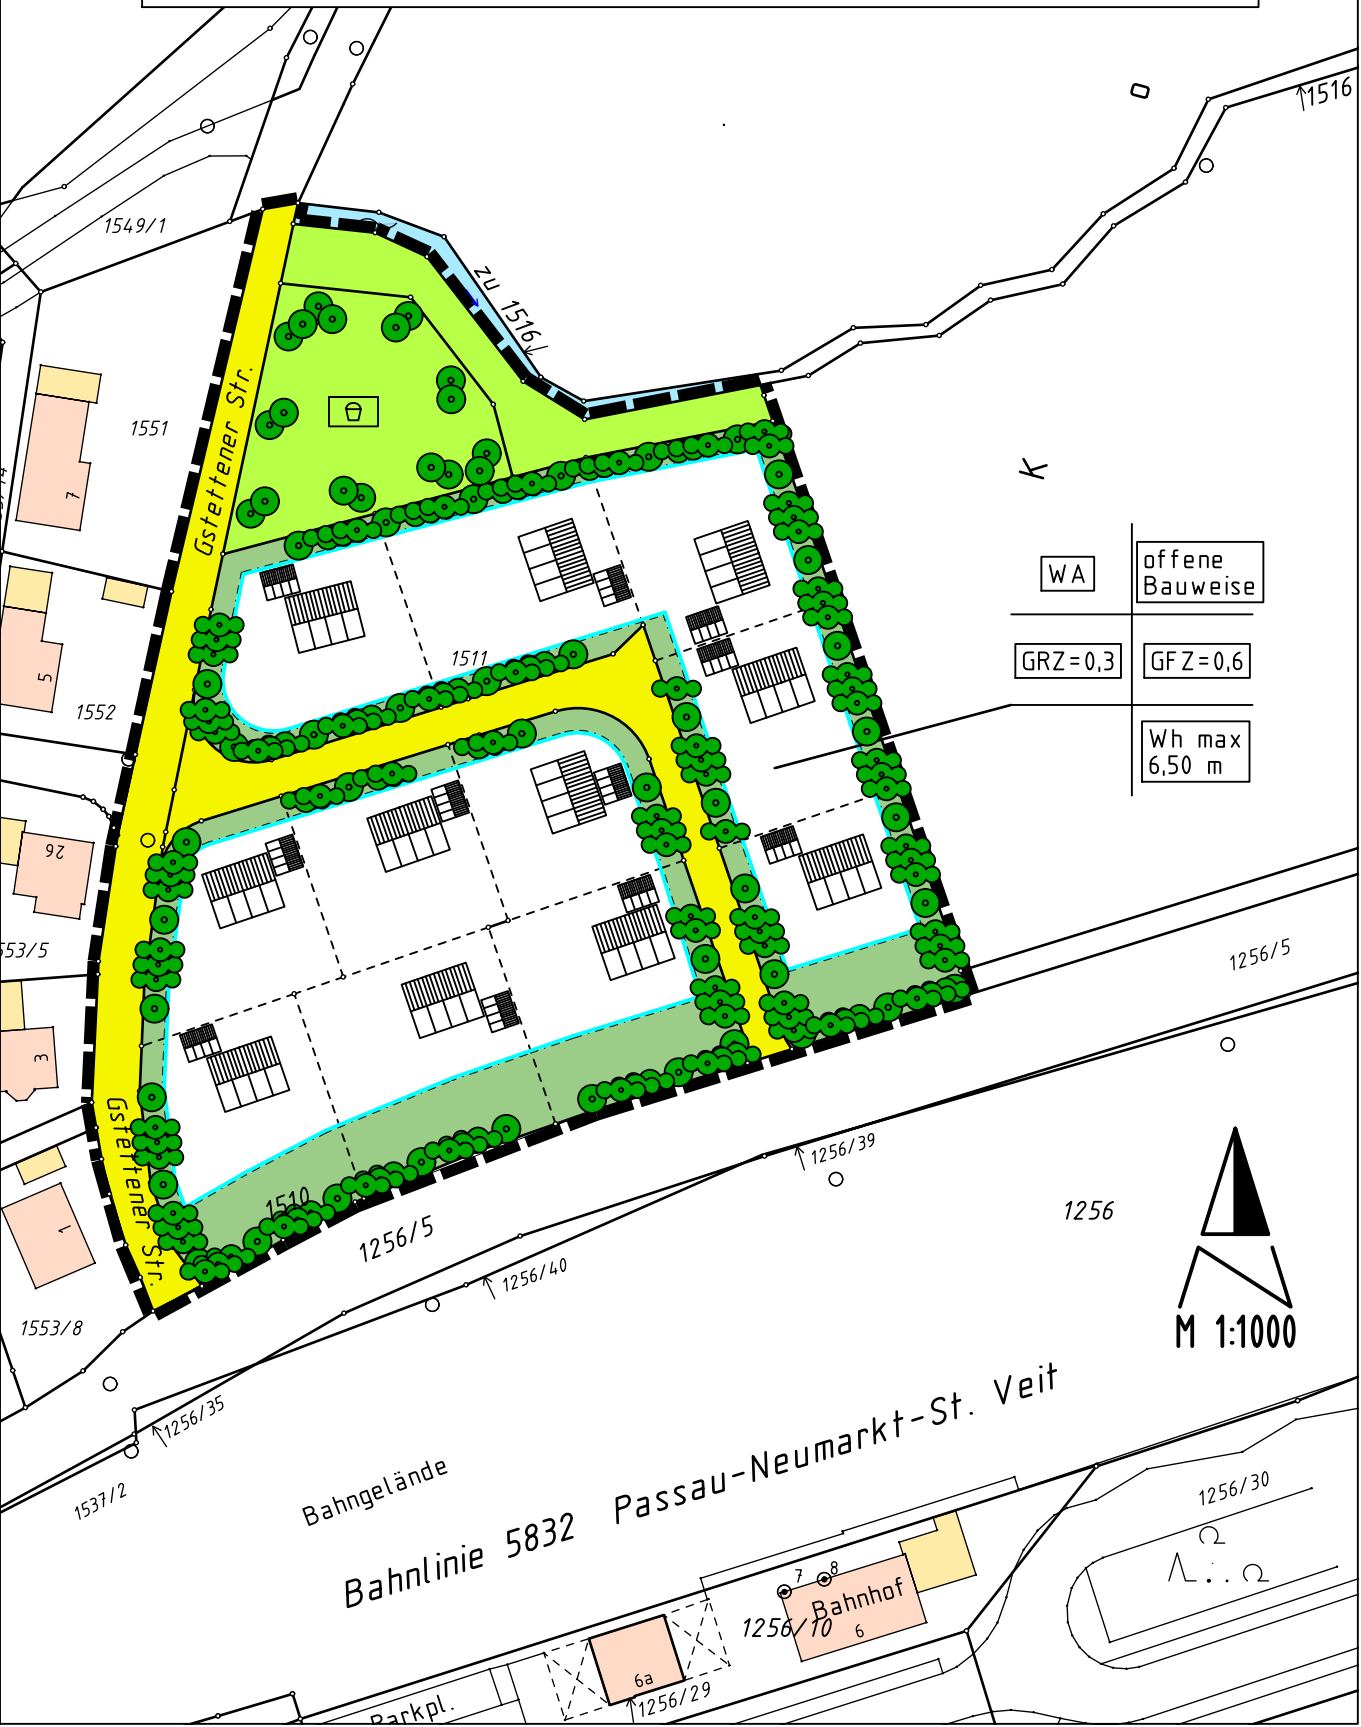 1516
1549/1
zu 1516
Gstettener Str.
1551
7
K
WA
offene
Bauweise
GRZ=0,3
GFZ=0,6
Wh max
6,50 m
5
1552
1511
26
553/5
3
1256/5
Gstettener Str.
1510
1256/5
1256/39
1256
1
1256/40
1553/8
M 1:1000
1256/35
1537/2
Bahngelände
Bahnlinie 5832 Passau-Neumarkt-St. Veit
1256/30
7
8
Bahnhof
6
1256/10
6a
1256/29
Parkpl.